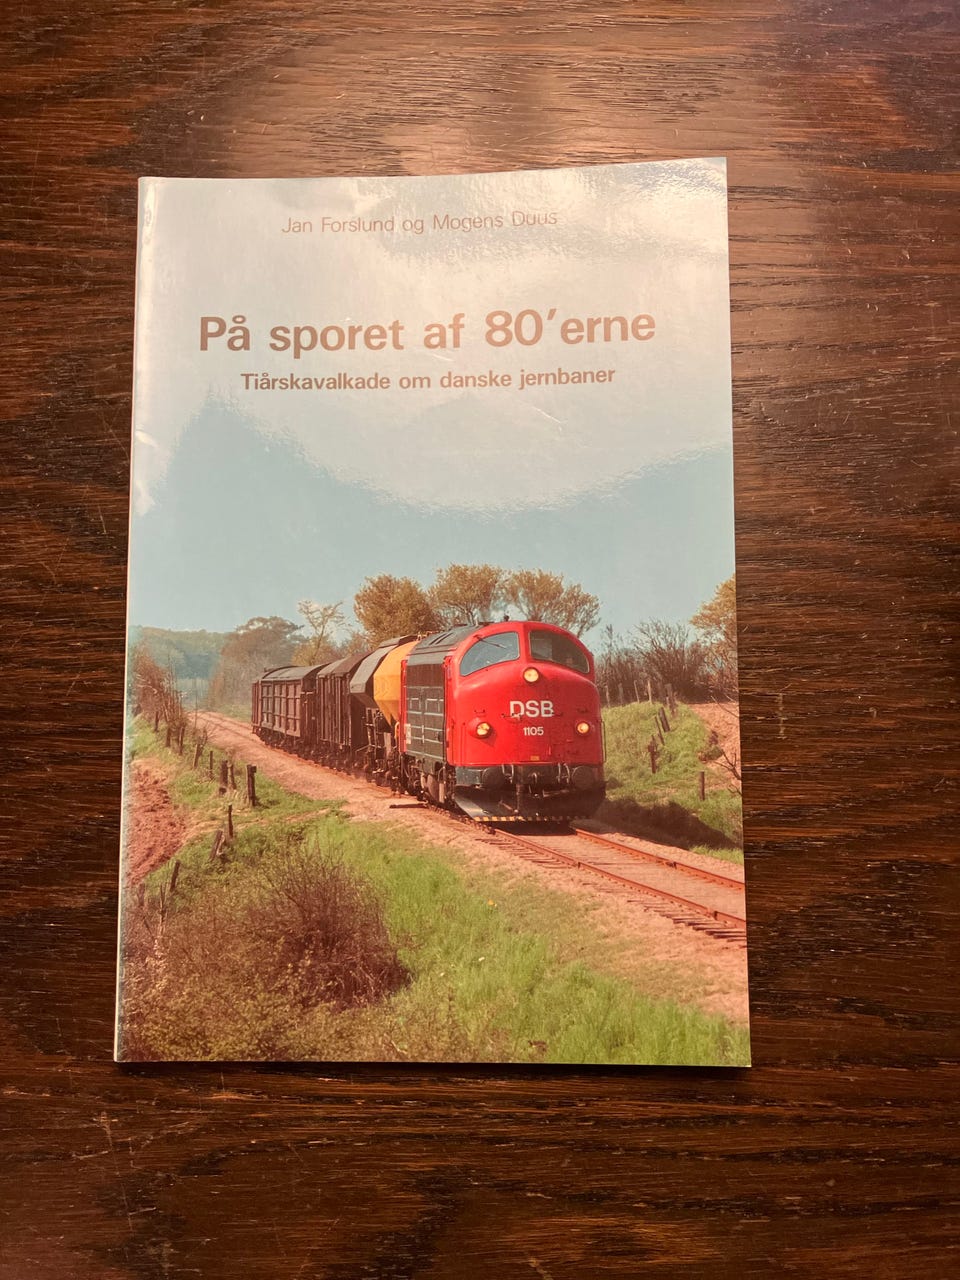 Jan Forslund og Mogens Duus
På sporet af 80'erne
Tiårskavalkade om danske jernbaner
DSB
1105